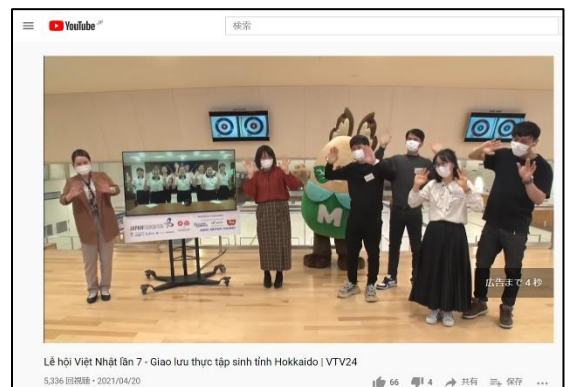 YouTube JP
検索
JAPAN
M
広告まで 4 秒
Lễ hội Việt Nhật lần 7 - Giao lưu thực tập sinh tỉnh Hokkaido | VTV24
5,336 回視聴・2021/04/20
66 4 共有 保存